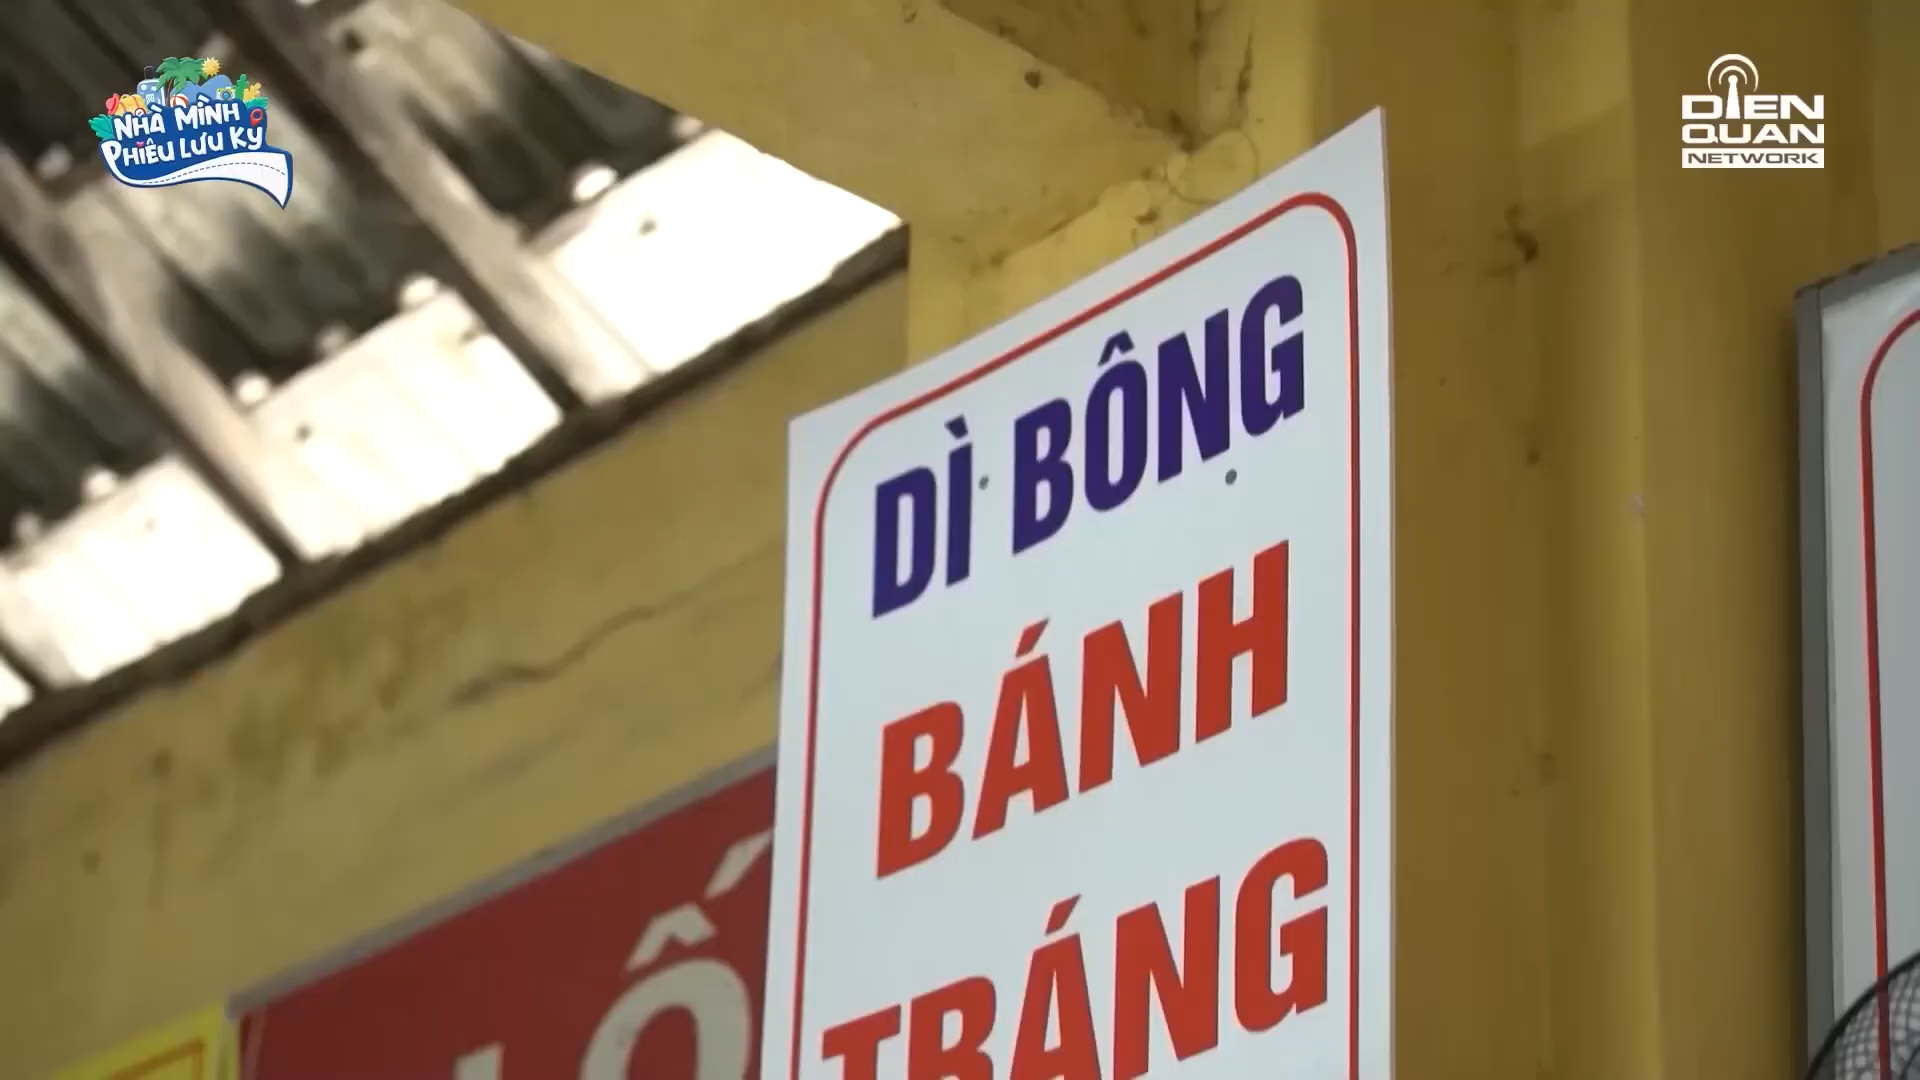 NHÀ MÌNH
PHIÊU LƯU KÝ
DIEN
QUAN
NETWORK
DÌ BÔNG
BÁNH
TRÁNG